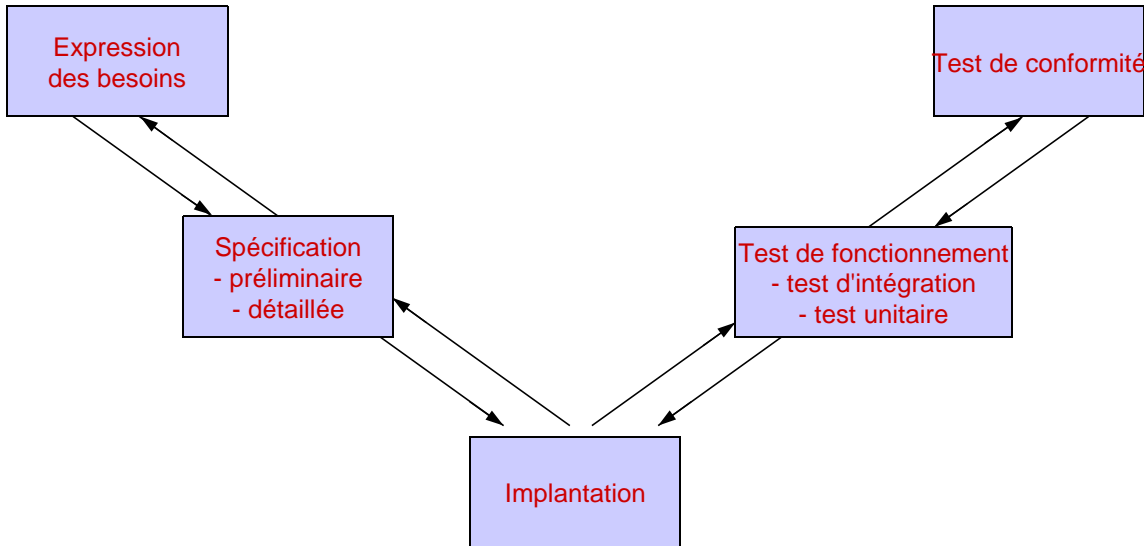 Expression
des besoins
Test de conformité
Spécification
- préliminaire
- détaillée
Test de fonctionnement
- test d'intégration
- test unitaire
Implantation